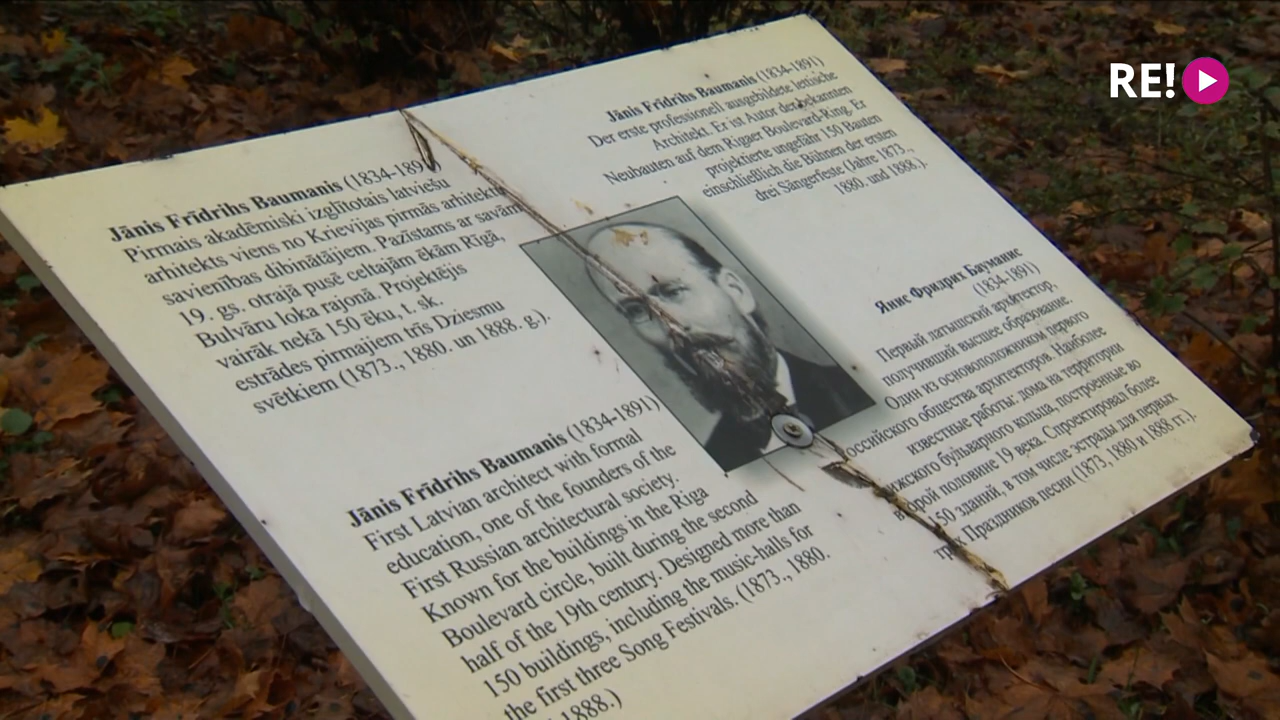 RE!
Jānis Frīdrihs Baumanis (1834-1891)
Pirmais akadēmiski izglītotais latviešu
arhitekts viens no Krievijas pirmās arhitektu
savienības dibinātājiem. Pazīstams ar savām
19. gs. otrajā pusē celtajām ēkām Rīgā,
Bulvāru loka rajonā. Projektējis
vairāk nekā 150 ēku, t. sk.
estrādes pirmajiem trīs Dziesmu
svētkiem (1873., 1880. un 1888. g.).
Jānis Frīdrihs Baumanis (1834-1891)
Der erste professionell ausgebildete lettische
Architekt. Er ist Autor der bekannten
Neubauten auf dem Rigaer Boulevard-Ring. Er
projektierte ungefähr 150 Bauten
einschließlich die Bühnen der ersten
drei Sängerfeste (Jahre 1873.,
1880. und 1888.).
Jānis Frīdrihs Baumanis (1834-1891)
First Latvian architect with formal
education, one of the founders of the
First Russian architectural society.
Known for the buildings in the Riga
Boulevard circle, built during the second
half of the 19th century. Designed more than
150 buildings, including the music-halls for
the first three Song Festivals. (1873., 1880.
1888.)
Янис Фридрих Бауманис
(1834-1891)
Первый латышский архитектор,
получивший высшее образование.
Один из основоположником первого
российского общества архитекторов. Наиболее
известные работы: дома на территории
бульварного кольца, построенные во
второй половине 19 века. Спроектировал более
150 зданий, в том числе эстрады для первых
Праздников песни (1873, 1880 и 1888 гг.).